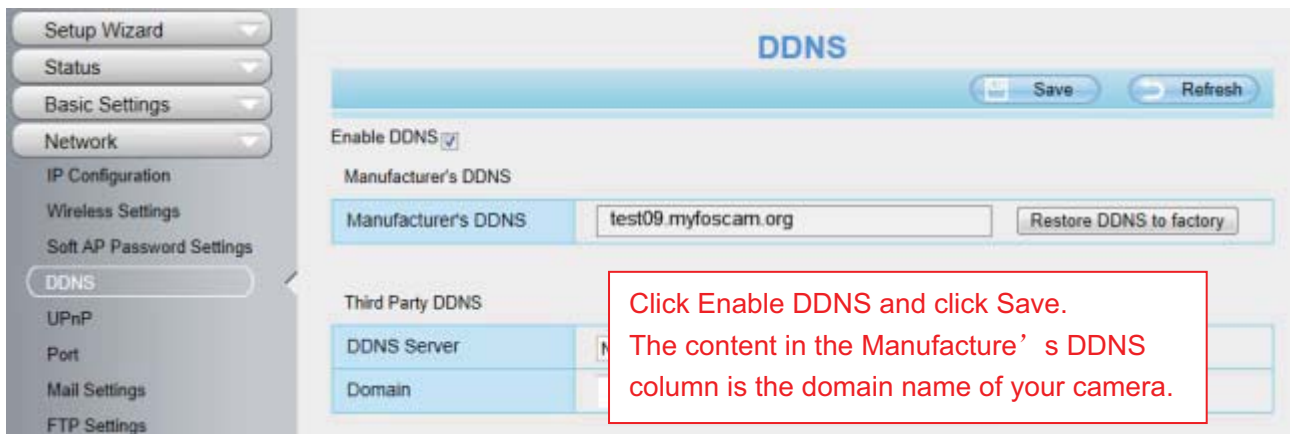 Setup Wizard
Status
Basic Settings
Network
IP Configuration
Wireless Settings
Soft AP Password Settings
DDNS
UPnP
Port
Mail Settings
FTP Settings
DDNS
Save
Refresh
Enable DDNS
Manufacturer's DDNS
Manufacturer's DDNS
test09.myfoscam.org
Restore DDNS to factory
Third Party DDNS
DDNS Server
Domain
Click Enable DDNS and click Save.
The content in the Manufacture’s DDNS
column is the domain name of your camera.